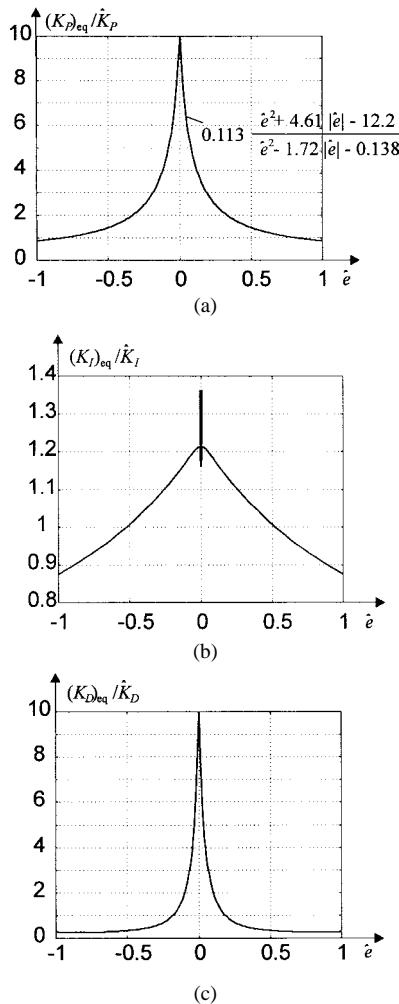 (K_P)_eq / K̂_P
10
8
6
4
2
0
0.113 (ê² + 4.61 |ê| - 12.2) / (ê² - 1.72 |ê| - 0.138)
-1 -0.5 0 0.5 1 ê
(a)
(K_I)_eq / K̂_I
1.4
1.3
1.2
1.1
1
0.9
0.8
-1 -0.5 0 0.5 1 ê
(b)
(K_D)_eq / K̂_D
10
8
6
4
2
0
-1 -0.5 0 0.5 1 ê
(c)